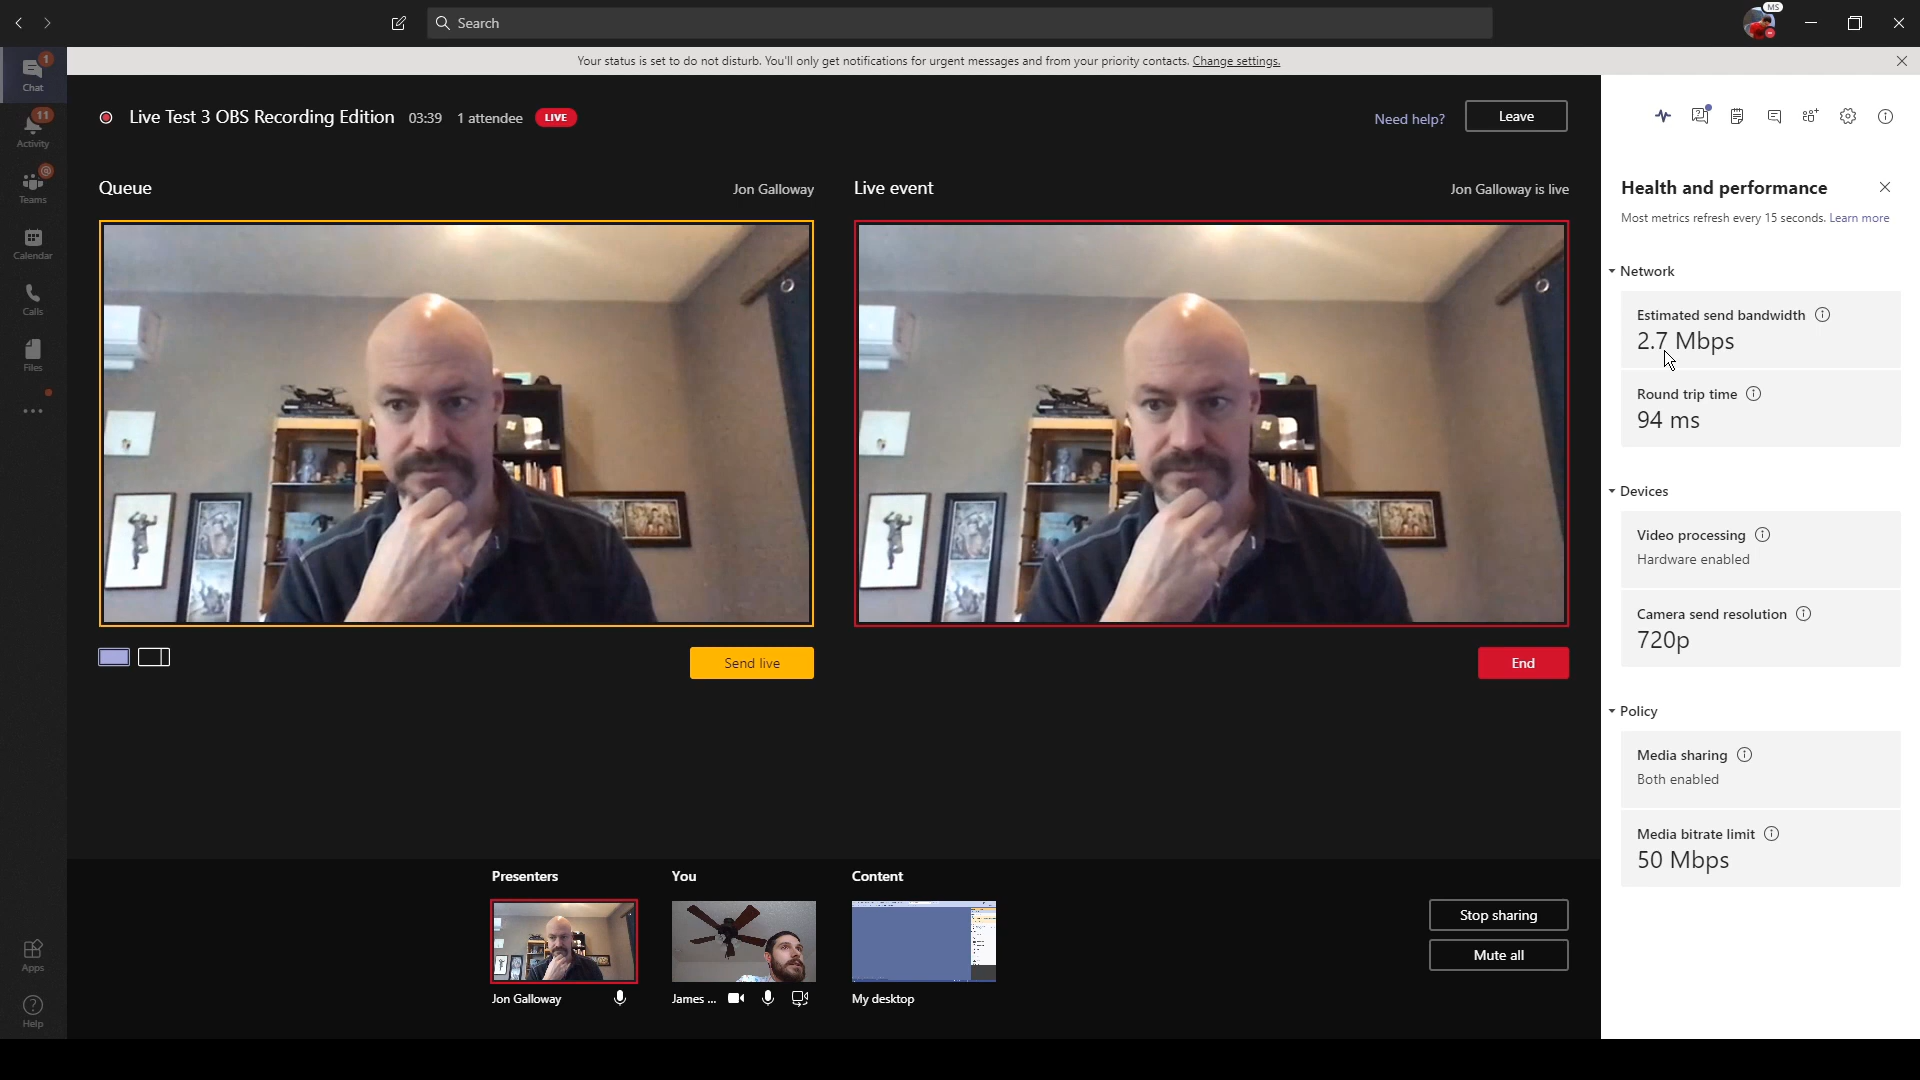 Search
MS
Your status is set to do not disturb. You'll only get notifications for urgent messages and from your priority contacts. Change settings.
1
Chat
11
Activity
Teams
Calendar
Calls
Files
Apps
Help
Live Test 3 OBS Recording Edition 03:39 1 attendee LIVE
Need help? Leave
Queue Jon Galloway
Live event Jon Galloway is live
Send live
End
Presenters You Content
Jon Galloway James ... My desktop
Stop sharing
Mute all
Health and performance
Most metrics refresh every 15 seconds. Learn more
Network
Estimated send bandwidth
2.7 Mbps
Round trip time
94 ms
Devices
Video processing
Hardware enabled
Camera send resolution
720p
Policy
Media sharing
Both enabled
Media bitrate limit
50 Mbps